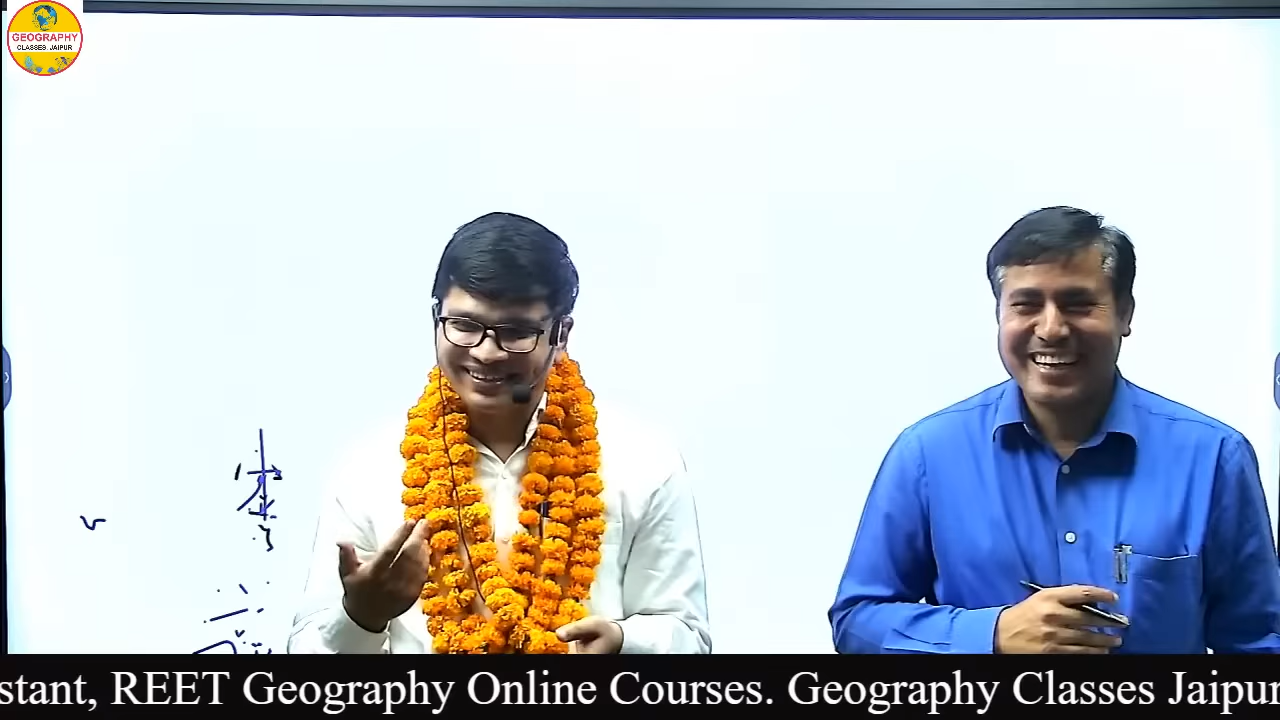 GEOGRAPHY
CLASSES JAIPUR
stant, REET Geography Online Courses. Geography Classes Jaipur